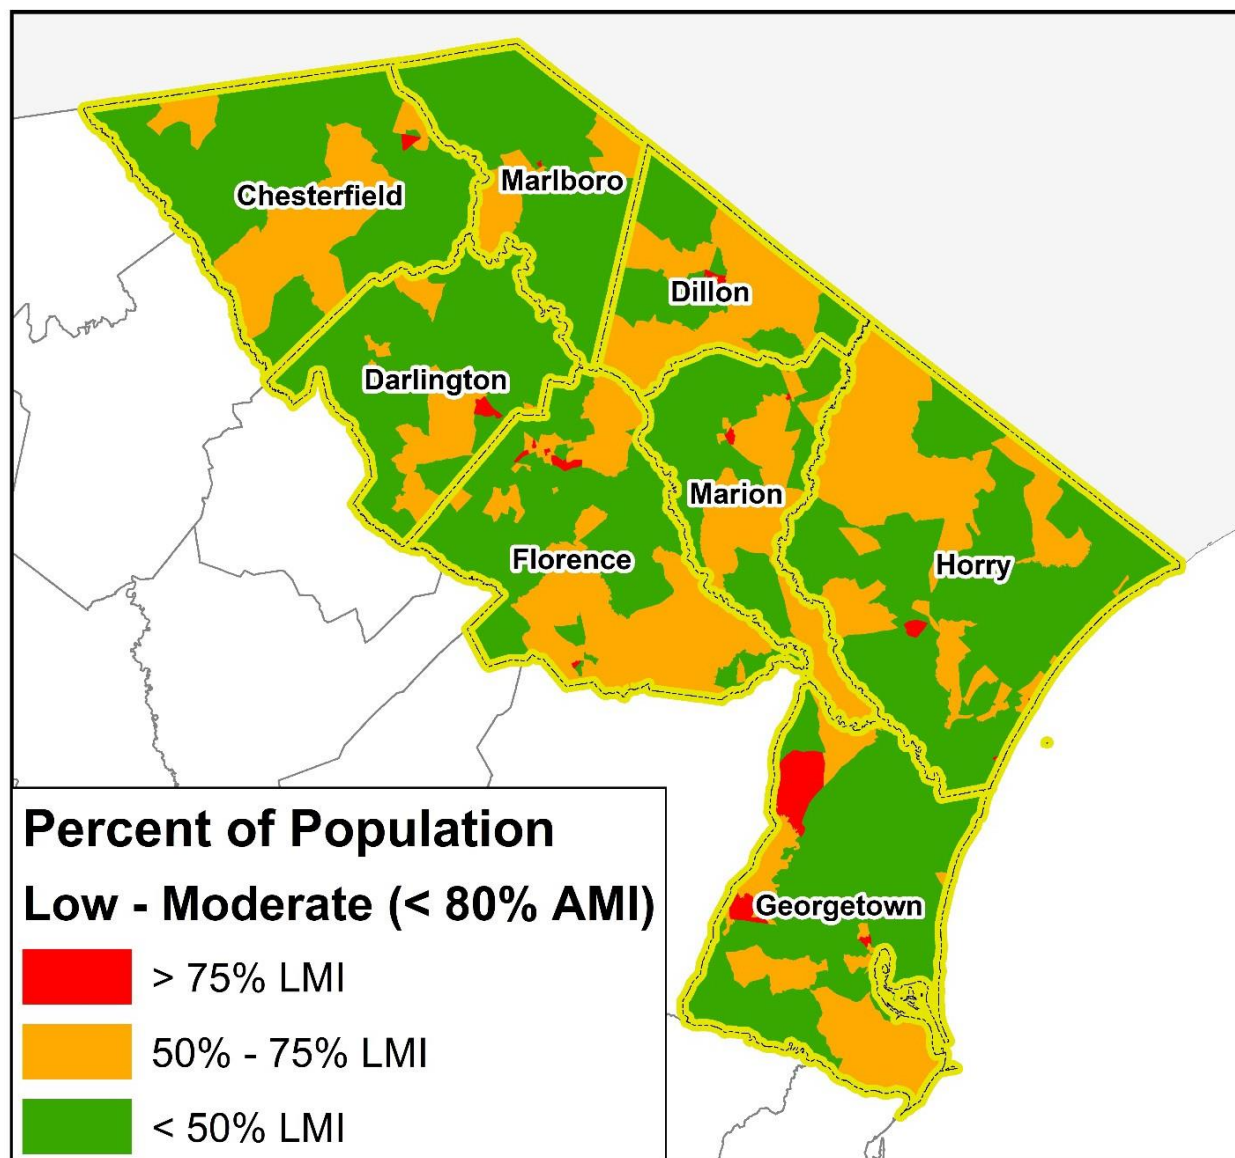 Chesterfield
Marlboro
Dillon
Darlington
Marion
Florence
Horry
Georgetown
Percent of Population
Low - Moderate (< 80% AMI)
> 75% LMI
50% - 75% LMI
< 50% LMI